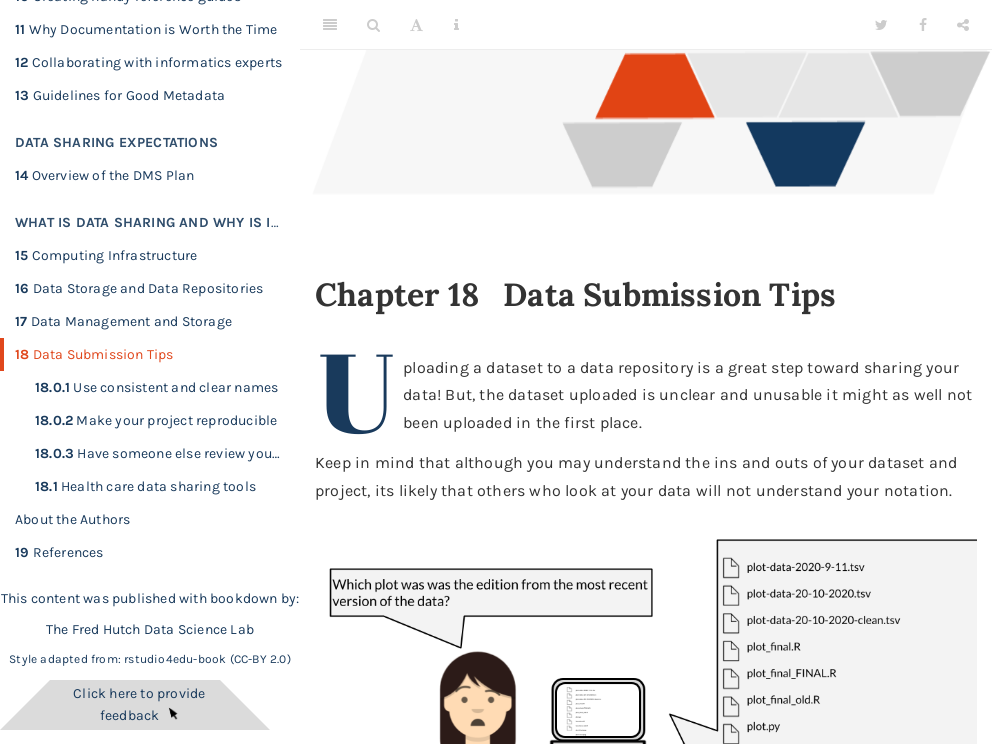 11 Why Documentation is Worth the Time
12 Collaborating with informatics experts
13 Guidelines for Good Metadata
DATA SHARING EXPECTATIONS
14 Overview of the DMS Plan
WHAT IS DATA SHARING AND WHY IS I…
15 Computing Infrastructure
16 Data Storage and Data Repositories
17 Data Management and Storage
18 Data Submission Tips
18.0.1 Use consistent and clear names
18.0.2 Make your project reproducible
18.0.3 Have someone else review you…
18.1 Health care data sharing tools
About the Authors
19 References
This content was published with bookdown by:
The Fred Hutch Data Science Lab
Style adapted from: rstudio4edu-book (CC-BY 2.0)
Click here to provide
feedback
A
i
Chapter 18 Data Submission Tips
Uploading a dataset to a data repository is a great step toward sharing your
data! But, the dataset uploaded is unclear and unusable it might as well not
been uploaded in the first place.
Keep in mind that although you may understand the ins and outs of your dataset and
project, its likely that others who look at your data will not understand your notation.
Which plot was was the edition from the most recent
version of the data?
plot-data-2020-9-11.tsv
plot-data-20-10-2020.tsv
plot-data-20-10-2020-clean.tsv
plot_final.R
plot_final_FINAL.R
plot_final_old.R
plot.py